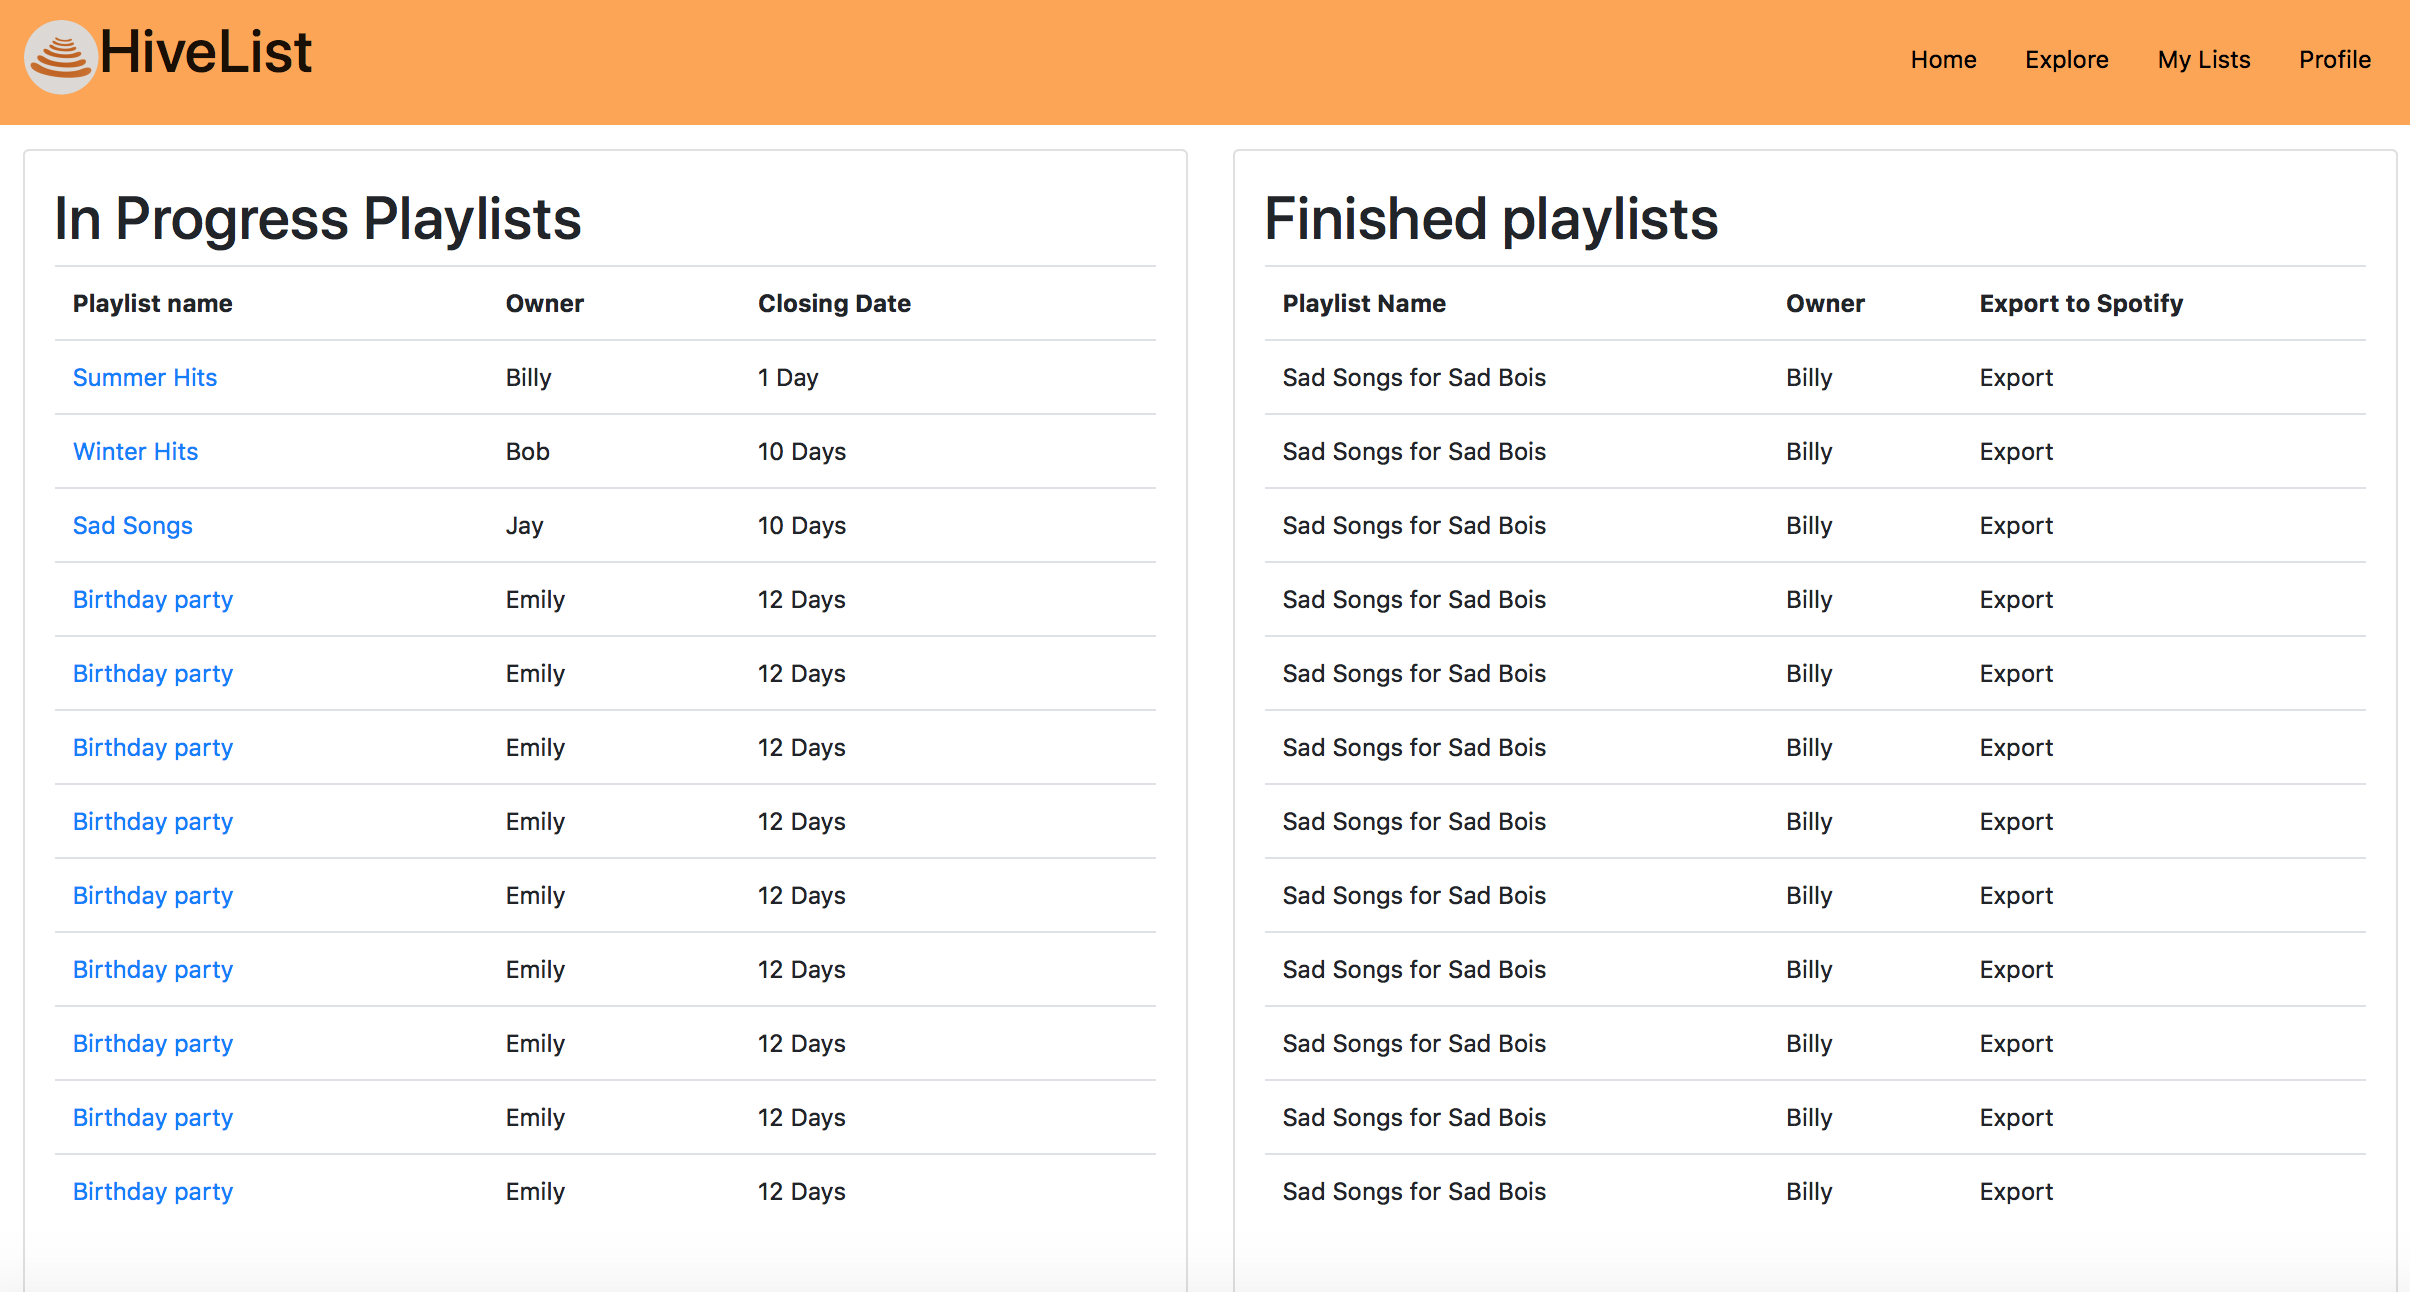 HiveList
Home Explore My Lists Profile
In Progress Playlists
Playlist name Owner Closing Date
Summer Hits Billy 1 Day
Winter Hits Bob 10 Days
Sad Songs Jay 10 Days
Birthday party Emily 12 Days
Birthday party Emily 12 Days
Birthday party Emily 12 Days
Birthday party Emily 12 Days
Birthday party Emily 12 Days
Birthday party Emily 12 Days
Birthday party Emily 12 Days
Birthday party Emily 12 Days
Birthday party Emily 12 Days
Finished playlists
Playlist Name Owner Export to Spotify
Sad Songs for Sad Bois Billy Export
Sad Songs for Sad Bois Billy Export
Sad Songs for Sad Bois Billy Export
Sad Songs for Sad Bois Billy Export
Sad Songs for Sad Bois Billy Export
Sad Songs for Sad Bois Billy Export
Sad Songs for Sad Bois Billy Export
Sad Songs for Sad Bois Billy Export
Sad Songs for Sad Bois Billy Export
Sad Songs for Sad Bois Billy Export
Sad Songs for Sad Bois Billy Export
Sad Songs for Sad Bois Billy Export